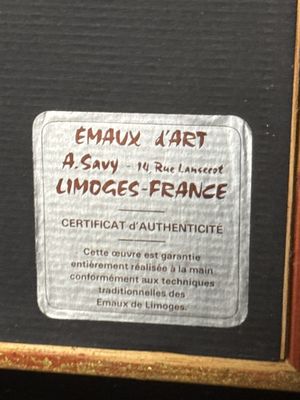 ÉMAUX d'ART
A. SAVY - 14 Rue Lansecot
LIMOGES-FRANCE
CERTIFICAT d'AUTHENTICITÉ
Cette œuvre est garantie
entièrement réalisée à la main
conformément aux techniques
traditionnelles des
Emaux de Limoges.